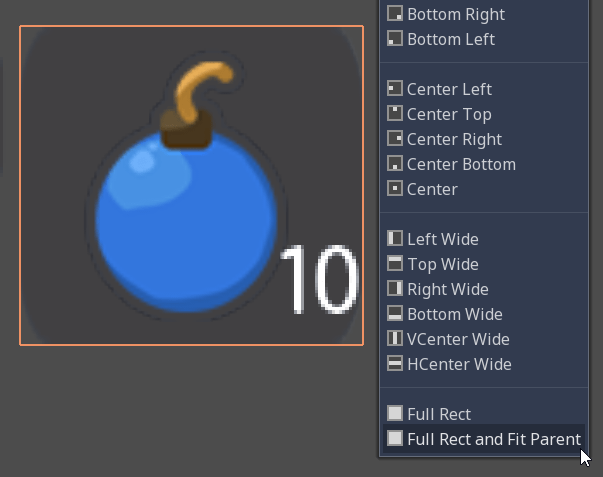 10
Bottom Right
Bottom Left
Center Left
Center Top
Center Right
Center Bottom
Center
Left Wide
Top Wide
Right Wide
Bottom Wide
VCenter Wide
HCenter Wide
Full Rect
Full Rect and Fit Parent